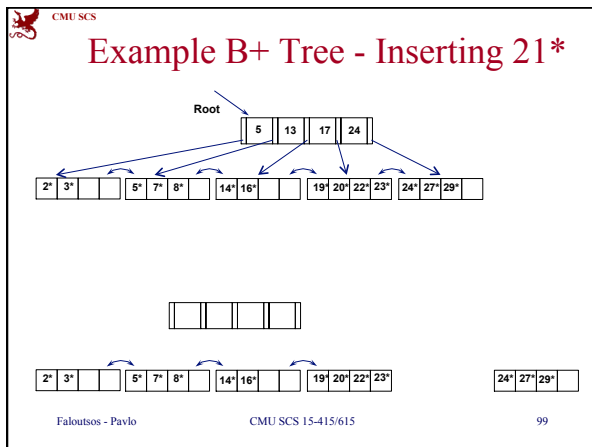 CMU SCS
Example B+ Tree - Inserting 21*
Root
5 13 17 24
2* 3* 5* 7* 8* 14* 16* 19* 20* 22* 23* 24* 27* 29*
2* 3* 5* 7* 8* 14* 16* 19* 20* 22* 23* 24* 27* 29*
Faloutsos - Pavlo CMU SCS 15-415/615 99